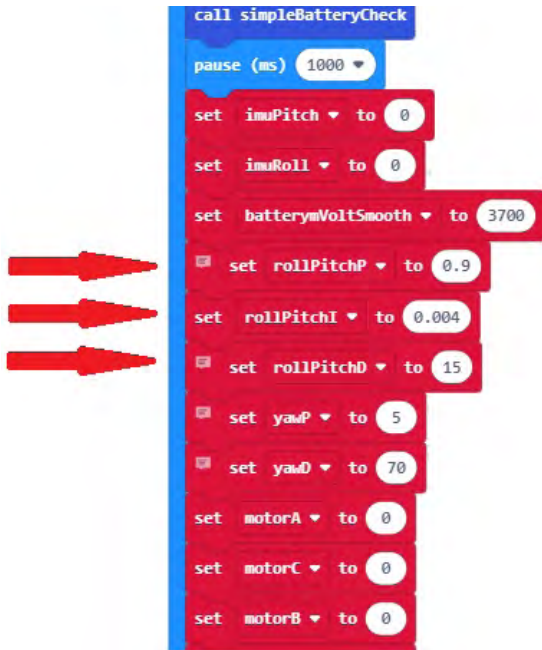 call simpleBatteryCheck
pause (ms) 1000
set imuPitch to 0
set imuRoll to 0
set batterymVoltSmooth to 3700
set rollPitchP to 0.9
set rollPitchI to 0.004
set rollPitchD to 15
set yawP to 5
set yawD to 70
set motorA to 0
set motorC to 0
set motorB to 0